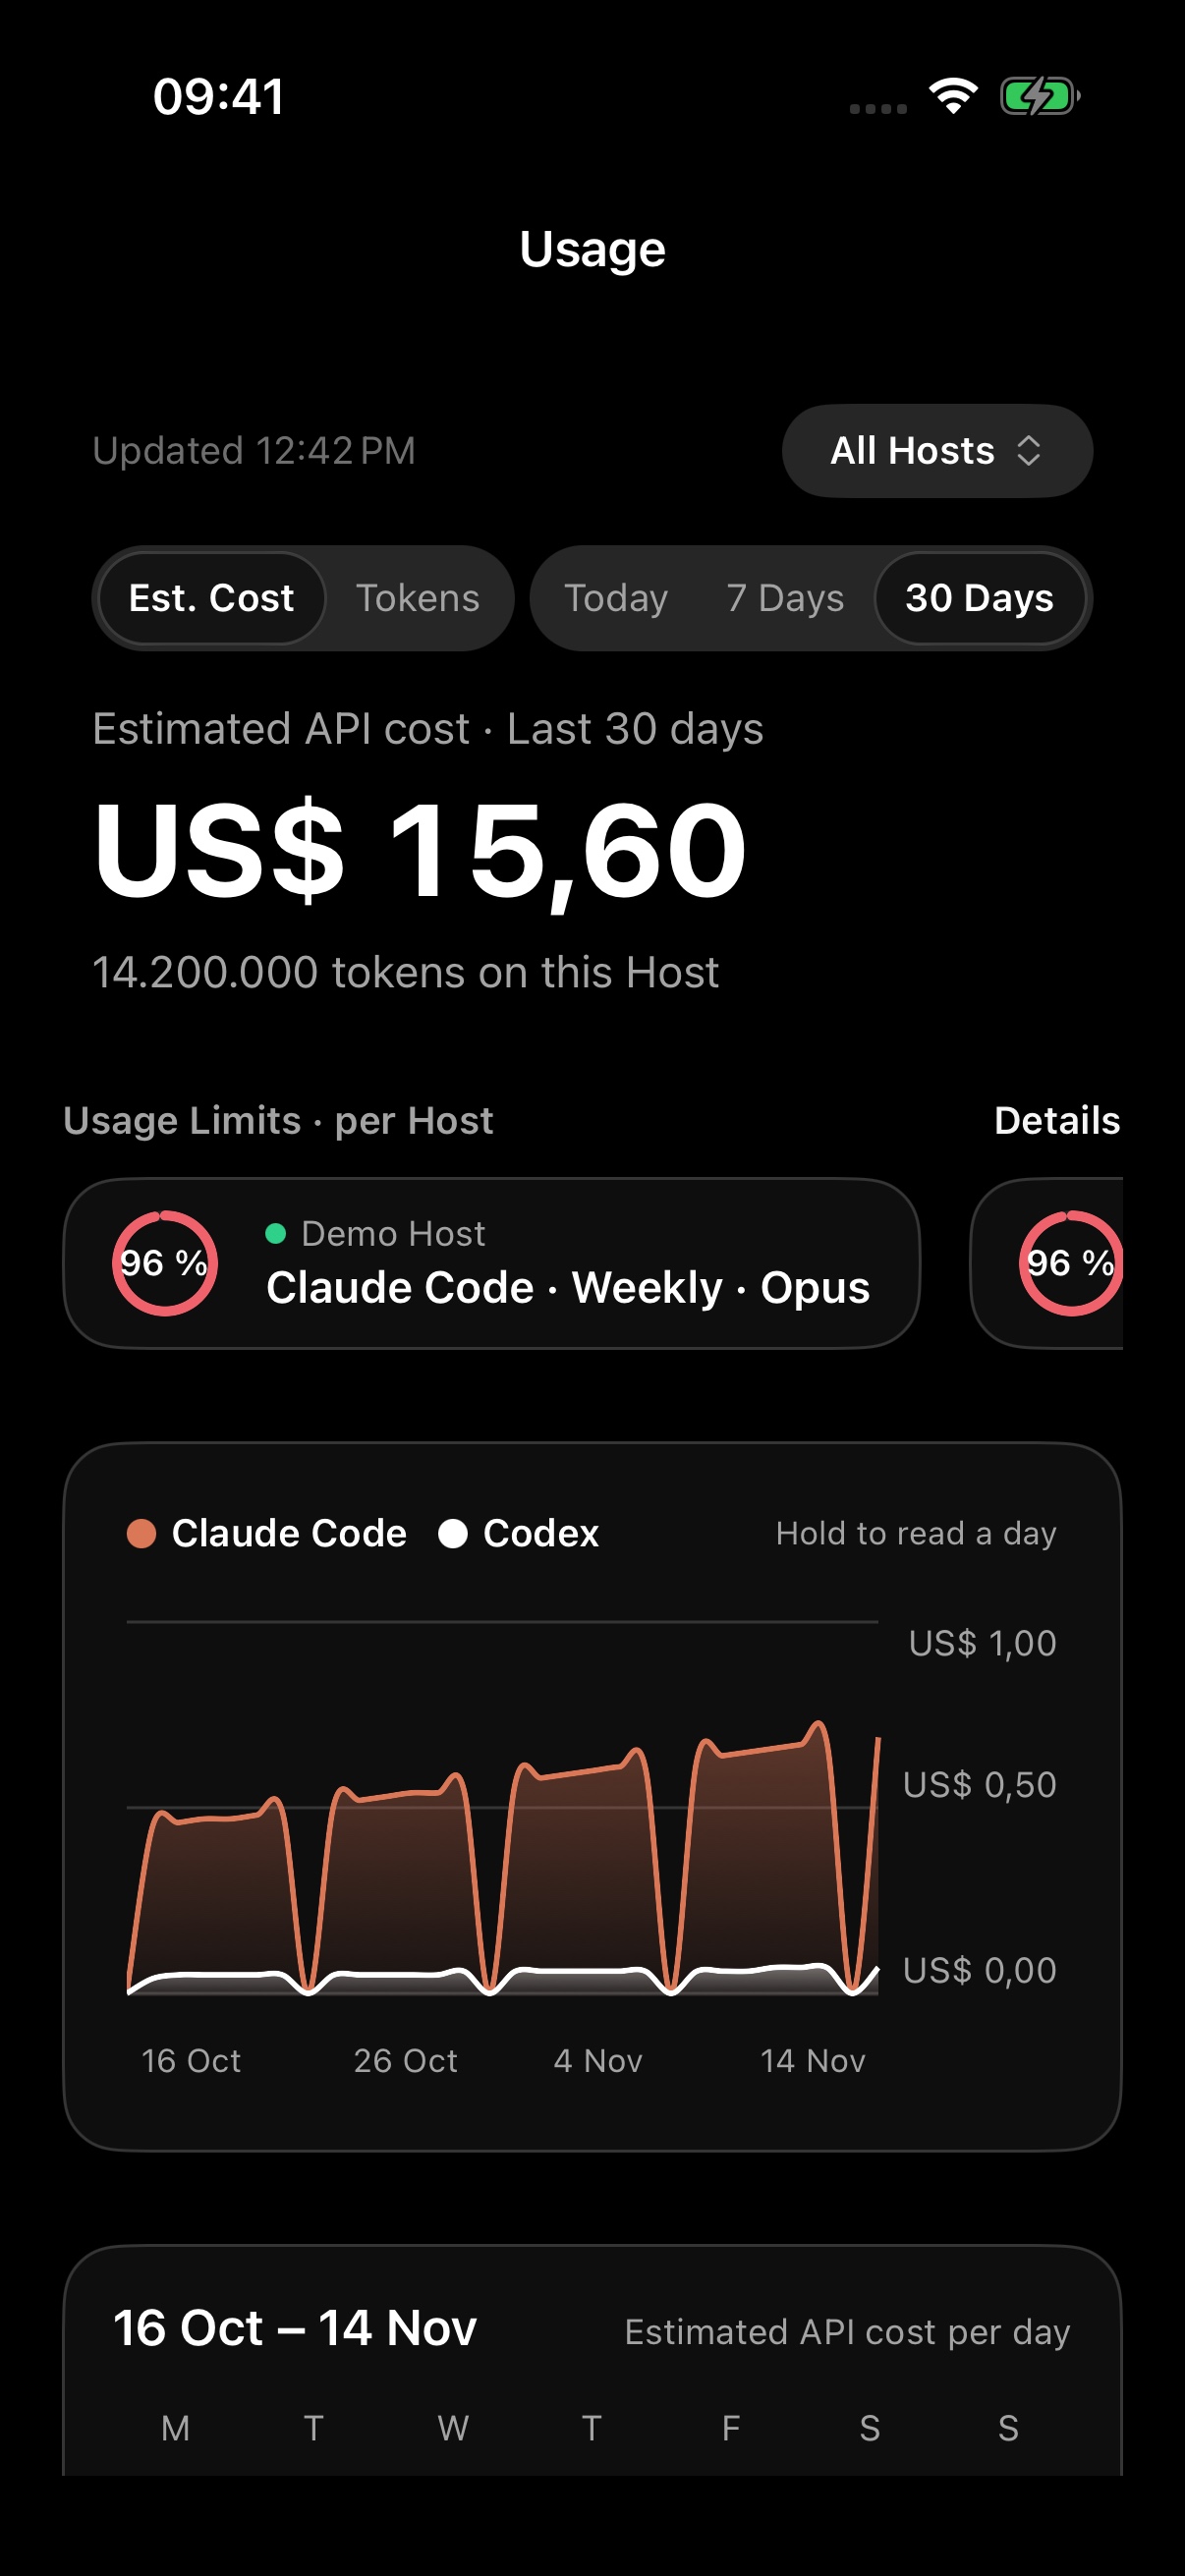 09:41
Usage
Updated 12:42 PM
All Hosts
Est. Cost
Tokens
Today
7 Days
30 Days
Estimated API cost · Last 30 days
US$ 15,60
14.200.000 tokens on this Host
Usage Limits · per Host
Details
96 %
Demo Host
Claude Code · Weekly · Opus
96 %
Claude Code
Codex
Hold to read a day
US$ 1,00
US$ 0,50
US$ 0,00
16 Oct
26 Oct
4 Nov
14 Nov
16 Oct – 14 Nov
Estimated API cost per day
M T W T F S S